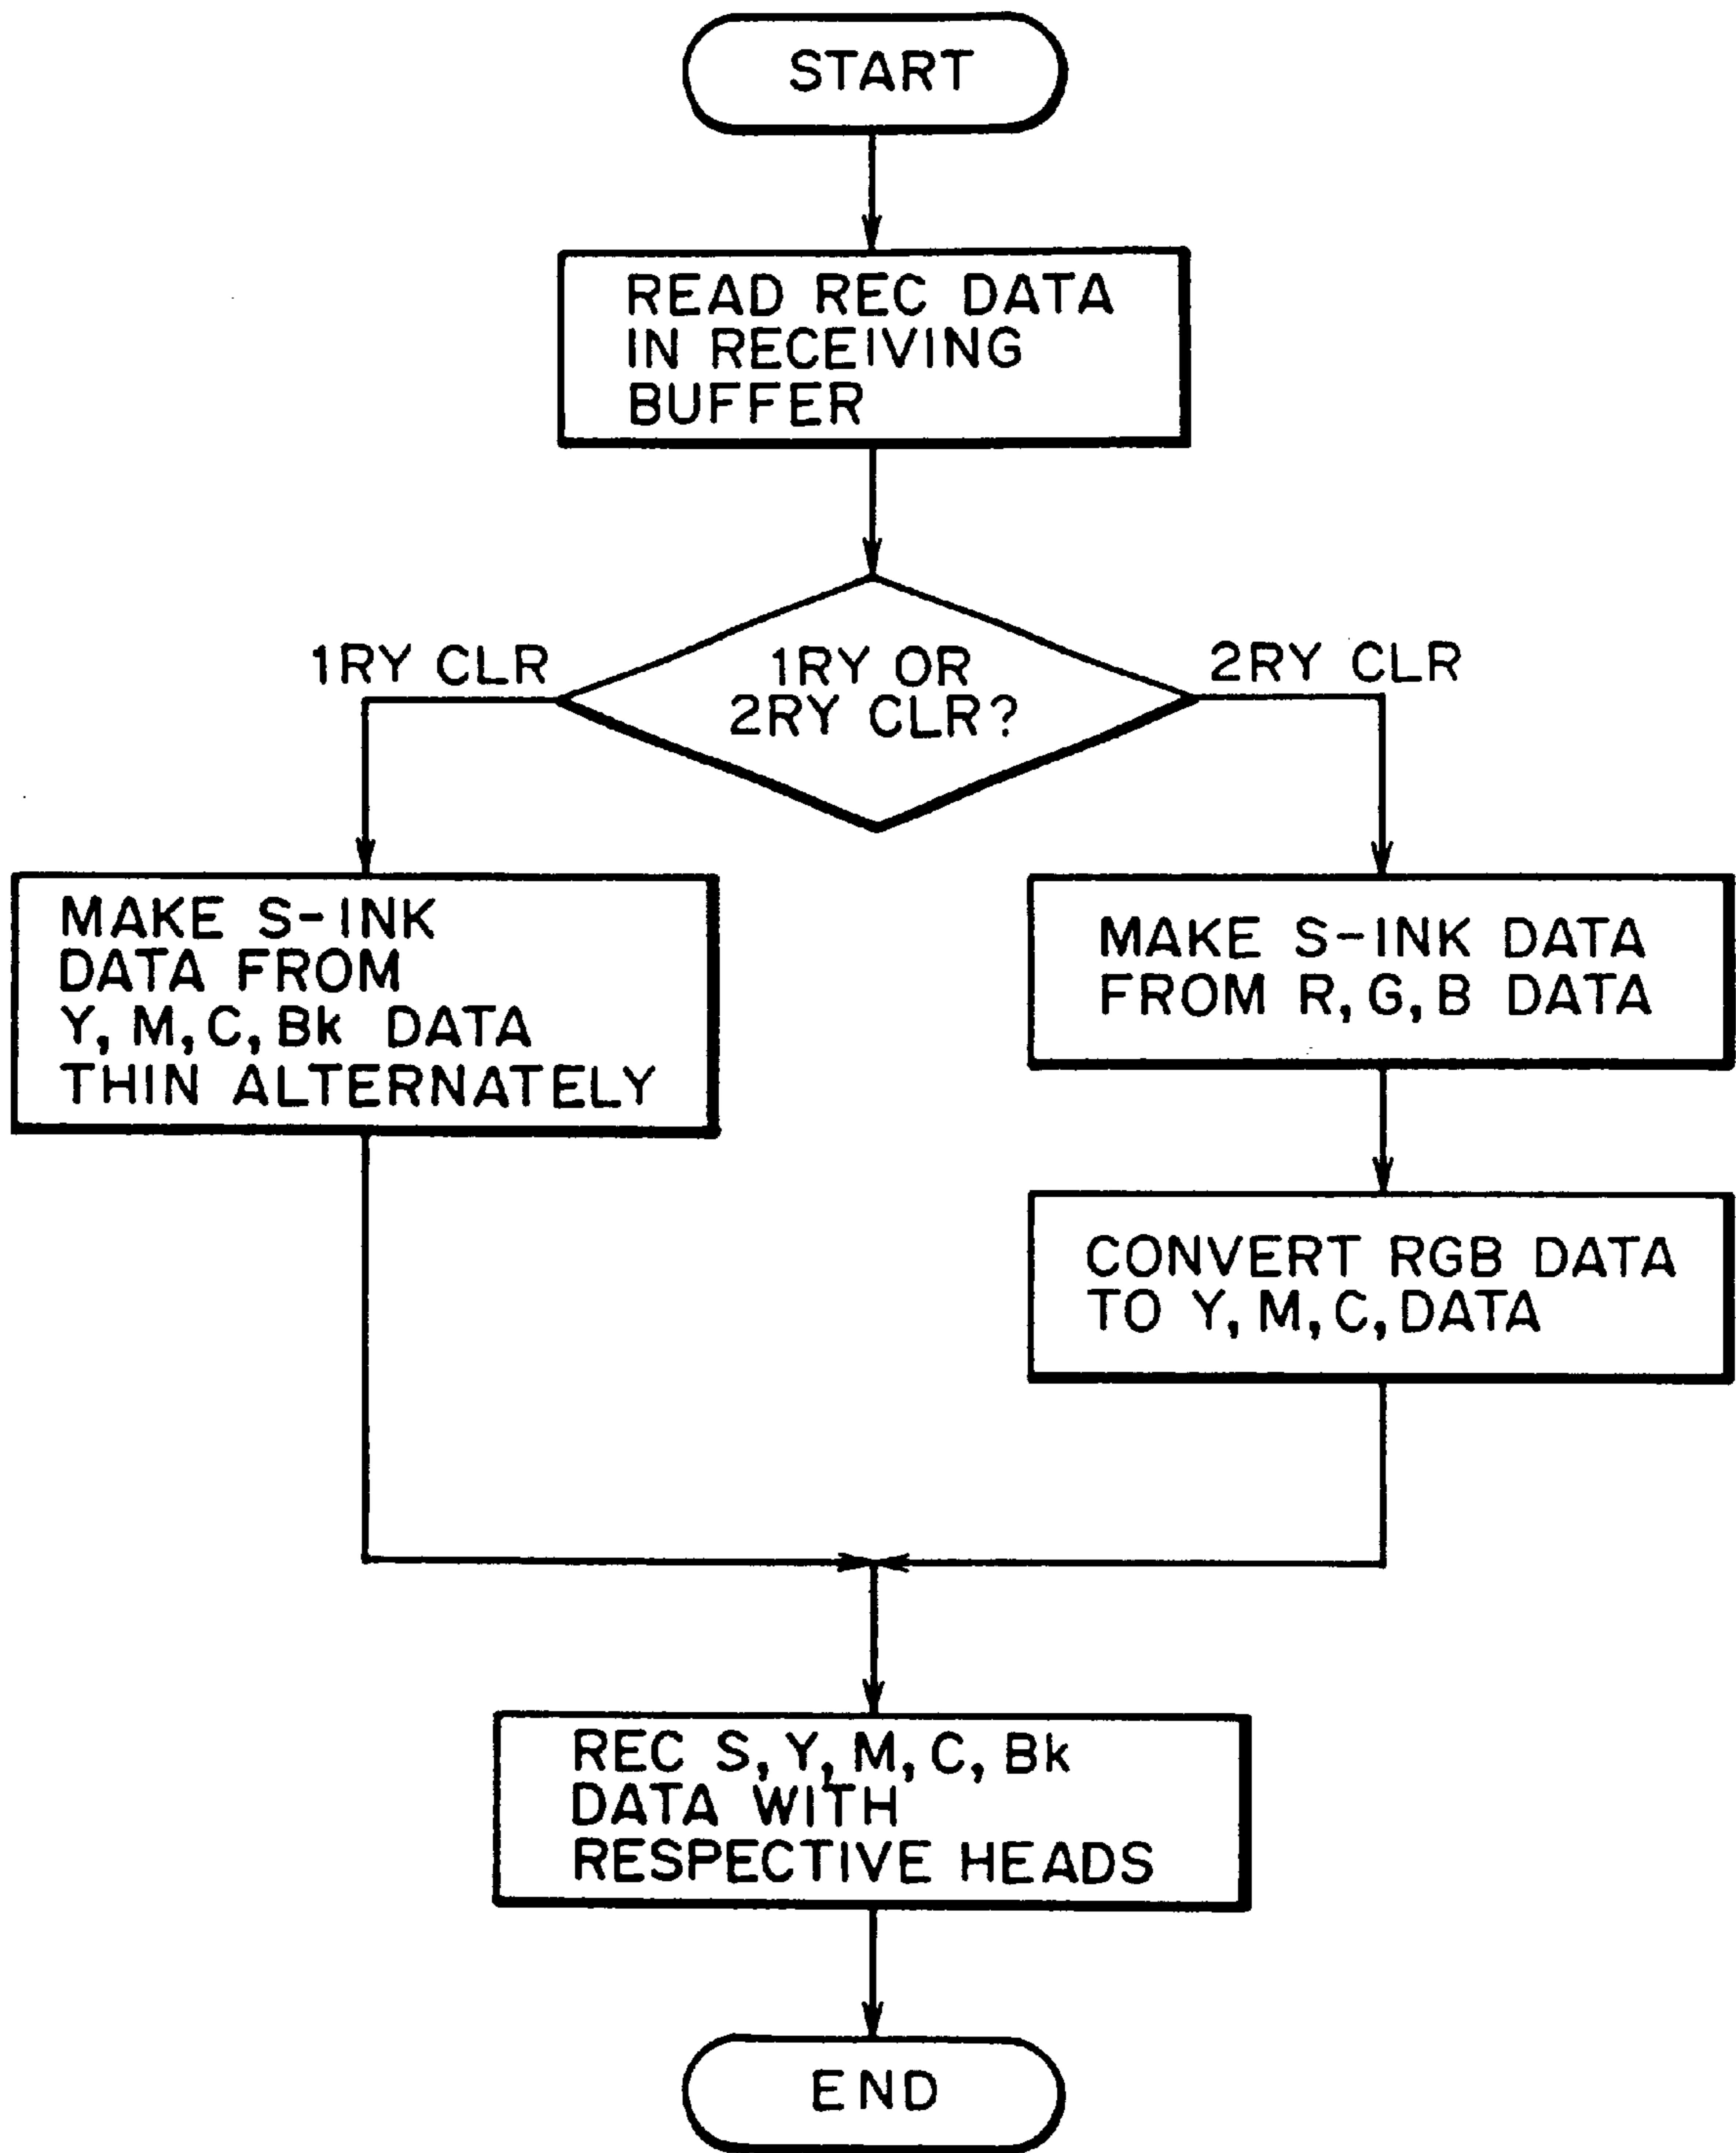 START
READ REC DATA
IN RECEIVING
BUFFER
1RY CLR
1RY OR
2RY CLR?
2RY CLR
MAKE S-INK
DATA FROM
Y, M, C, Bk DATA
THIN ALTERNATELY
MAKE S-INK DATA
FROM R, G, B DATA
CONVERT RGB DATA
TO Y, M, C, DATA
REC S, Y, M, C, Bk
DATA WITH
RESPECTIVE HEADS
END